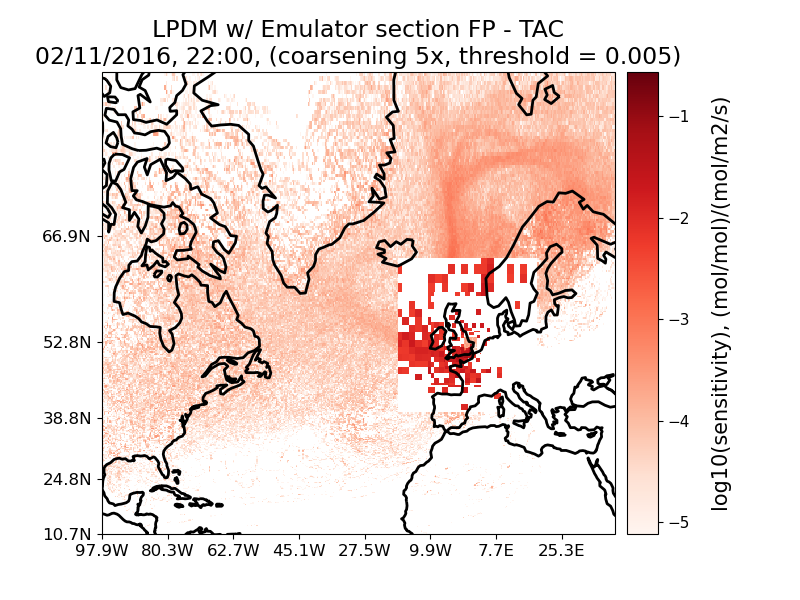 LPDM w/ Emulator section FP - TAC
02/11/2016, 22:00, (coarsening 5x, threshold = 0.005)
66.9N
52.8N
38.8N
24.8N
10.7N
97.9W 80.3W 62.7W 45.1W 27.5W 9.9W 7.7E 25.3E
−1
−2
−3
−4
−5
log10(sensitivity), (mol/mol)/(mol/m2/s)